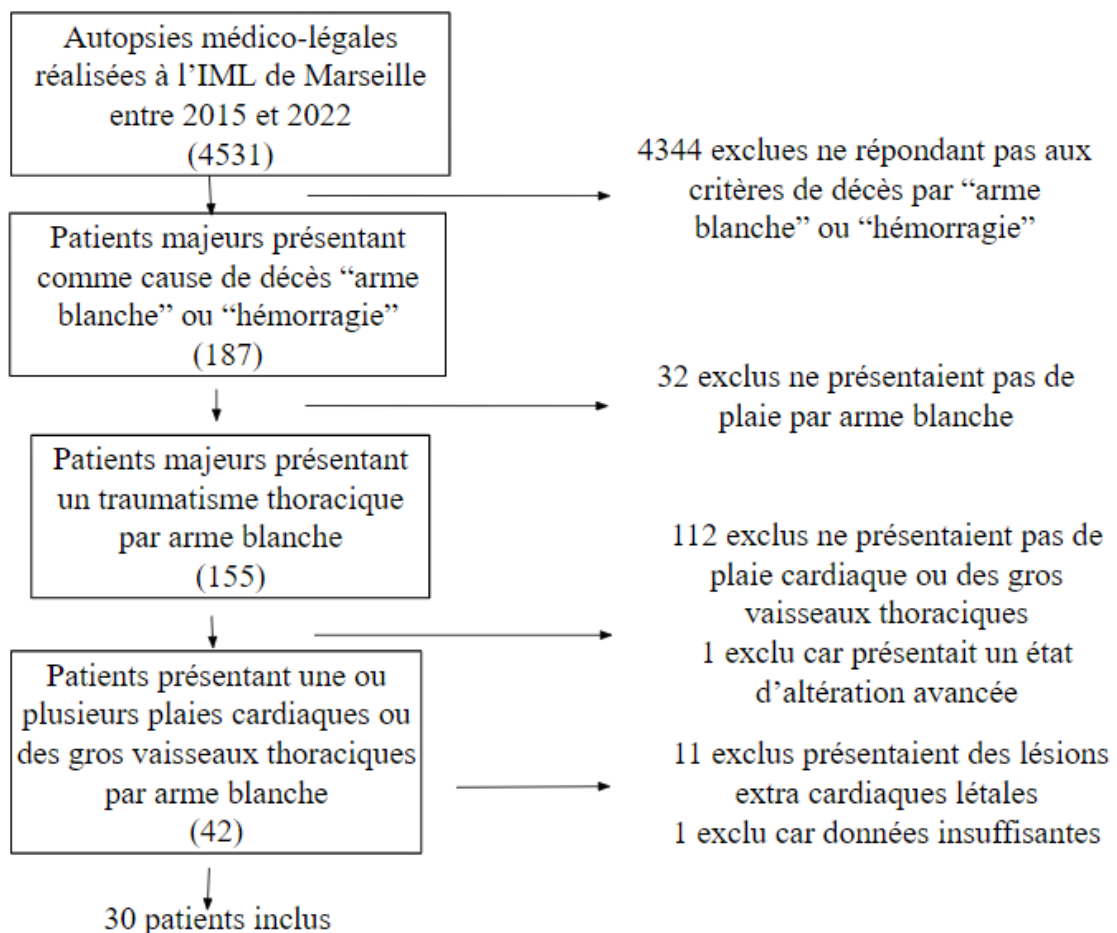 Autopsies médico-légales
réalisées à l’IML de Marseille
entre 2015 et 2022
(4531)
4344 exclues ne répondant pas aux
critères de décès par “arme
blanche” ou “hémorragie”
Patients majeurs présentant
comme cause de décès “arme
blanche” ou “hémorragie”
(187)
32 exclus ne présentaient pas de
plaie par arme blanche
Patients majeurs présentant
un traumatisme thoracique
par arme blanche
(155)
112 exclus ne présentaient pas de
plaie cardiaque ou des gros
vaisseaux thoraciques
1 exclu car présentait un état
d’altération avancée
Patients présentant une ou
plusieurs plaies cardiaques ou
des gros vaisseaux thoraciques
par arme blanche
(42)
11 exclus présentaient des lésions
extra cardiaques létales
1 exclu car données insuffisantes
30 patients inclus